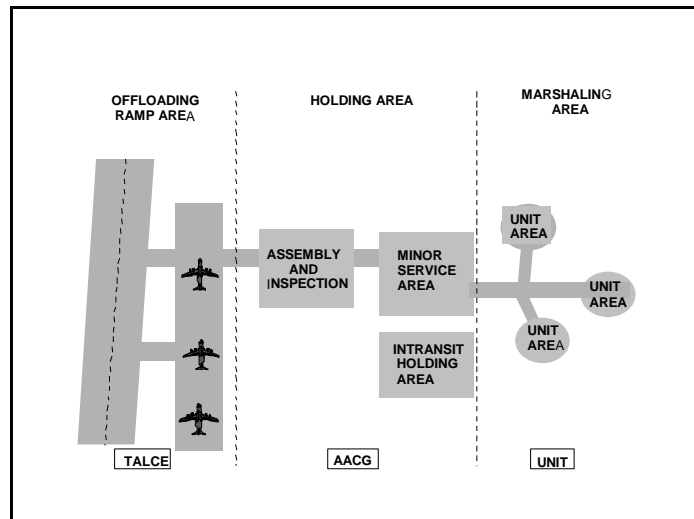 OFFLOADING
RAMP AREA
HOLDING AREA
MARSHALING
AREA
ASSEMBLY
AND
INSPECTION
MINOR
SERVICE
AREA
UNIT
AREA
UNIT
AREA
UNIT
AREA
INTRANSIT
HOLDING
AREA
TALCE
AACG
UNIT